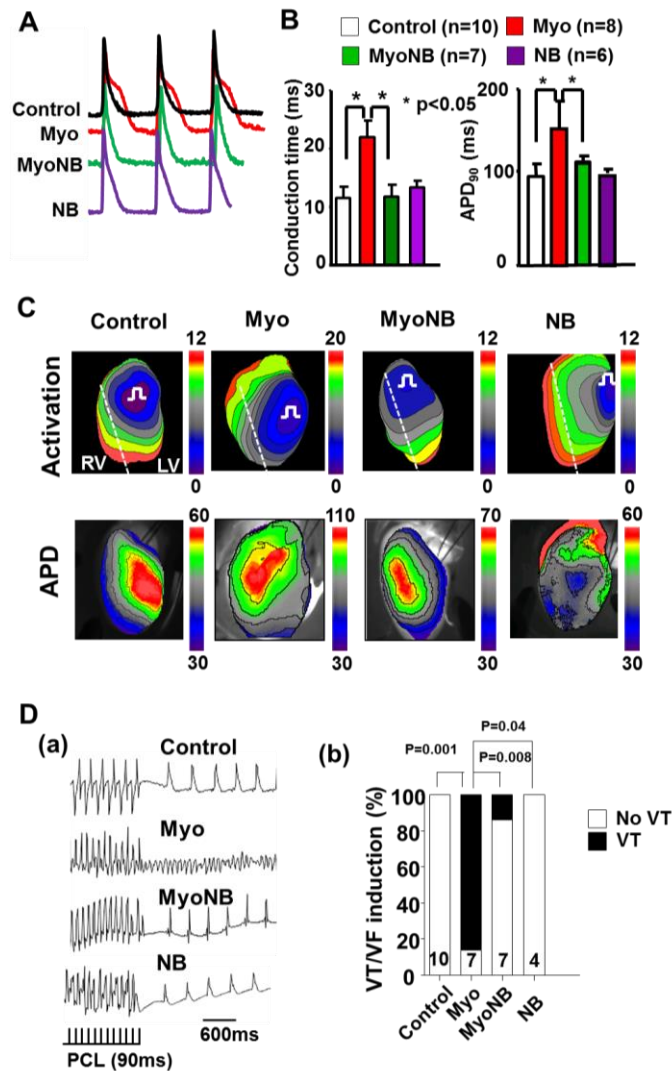 A
Control
Myo
MyoNB
NB
B
Control (n=10) Myo (n=8)
MyoNB (n=7) NB (n=6)
Conduction time (ms)
30
20
10
0
* *
* p<0.05
APD90 (ms)
200
100
0
* *
C
Control Myo MyoNB NB
Activation
12 20 12 12
RV LV
0 0 0 0
APD
60 110 70 60
30 30 30 30
D
(a)
Control
Myo
MyoNB
NB
600ms
PCL (90ms)
(b)
P=0.04
P=0.001 P=0.008
VT/VF induction (%)
100
80
60
40
20
0
10 7 7 4
Control Myo MyoNB NB
No VT
VT